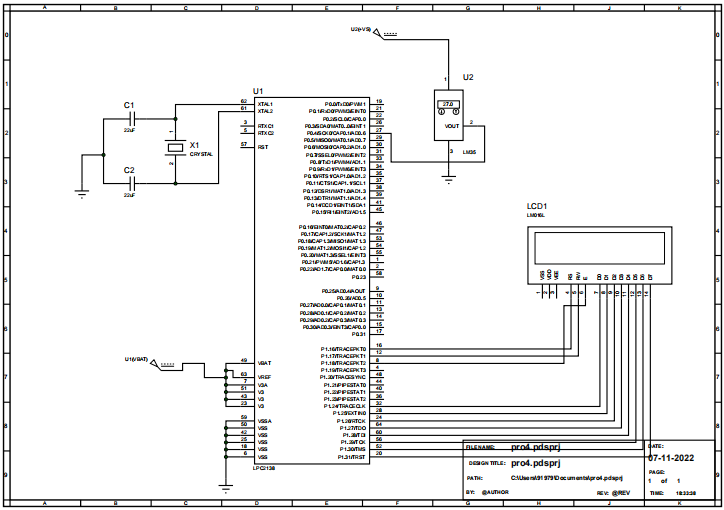 A B C D E F G H J K
U2(-VS)
U2
27.0
1
VOUT 2
3
LM35
U1
C1
22uF
X1
CRYSTAL
1
2
C2
22uF
62 XTAL1
61 XTAL2
3 RTXC1
5 RTXC2
57 RST
P0.0/TxD0/PWM1 19
P0.1/RxD0/PWM3/EINT0 21
P0.2/SCL0/CAP0.0 22
P0.3/SDA0/MAT0.0/EINT1 26
P0.4/SCK0/CAP0.1/AD0.6 27
P0.5/MISO0/MAT0.1/AD0.7 29
P0.6/MOSI0/CAP0.2/AD1.0 30
P0.7/SSEL0/PWM2/EINT2 31
P0.8/TxD1/PWM4/AD1.1 33
P0.9/RxD1/PWM6/EINT3 34
P0.10/RTS1/CAP1.0/AD1.2 35
P0.11/CTS1/CAP1.1/SCL1 37
P0.12/DSR1/MAT1.0/AD1.3 38
P0.13/DTR1/MAT1.1/AD1.4 39
P0.14/DCD1/EINT1/SDA1 41
P0.15/RI1/EINT2/AD1.5 45
P0.16/EINT0/MAT0.2/CAP0.2 46
P0.17/CAP1.2/SCK1/MAT1.2 47
P0.18/CAP1.3/MISO1/MAT1.3 53
P0.19/MAT1.2/MOSI1/CAP1.2 54
P0.20/MAT1.3/SSEL1/EINT3 55
P0.21/PWM5/AD1.6/CAP1.3 1
P0.22/AD1.7/CAP0.0/MAT0.0 2
P0.23 58
P0.25/AD0.4/AOUT 9
P0.26/AD0.5 10
P0.27/AD0.0/CAP0.1/MAT0.1 11
P0.28/AD0.1/CAP0.2/MAT0.2 13
P0.29/AD0.2/CAP0.3/MAT0.3 14
P0.30/AD0.3/EINT3/CAP0.0 15
P0.31 17
P1.16/TRACEPKT0 16
P1.17/TRACEPKT1 12
P1.18/TRACEPKT2 8
P1.19/TRACEPKT3 4
P1.20/TRACESYNC 48
P1.21/PIPESTAT0 44
P1.22/PIPESTAT1 40
P1.23/PIPESTAT2 36
P1.24/TRACECLK 32
P1.25/EXTIN0 28
P1.26/RTCK 24
P1.27/TDO 64
P1.28/TDI 60
P1.29/TCK 56
P1.30/TMS 52
P1.31/TRST 20
U1(VBAT)
49 VBAT
63 VREF
7 V3A
51 V3
43 V3
23 V3
59 VSSA
50 VSS
42 VSS
25 VSS
18 VSS
6 VSS
LPC2138
LCD1
LM016L
VSS VDD VEE RS RW E D0 D1 D2 D3 D4 D5 D6 D7
1 2 3 4 5 6 7 8 9 10 11 12 13 14
FILE NAME: pro4.pdsprj
DESIGN TITLE: pro4.pdsprj
PATH: C:\Users\91979\Documents\pro4.pdsprj
BY: @AUTHOR REV: @REV
DATE:
07-11-2022
PAGE:
1 of 1
TIME: 18:33:38
A B C D E F G H J K